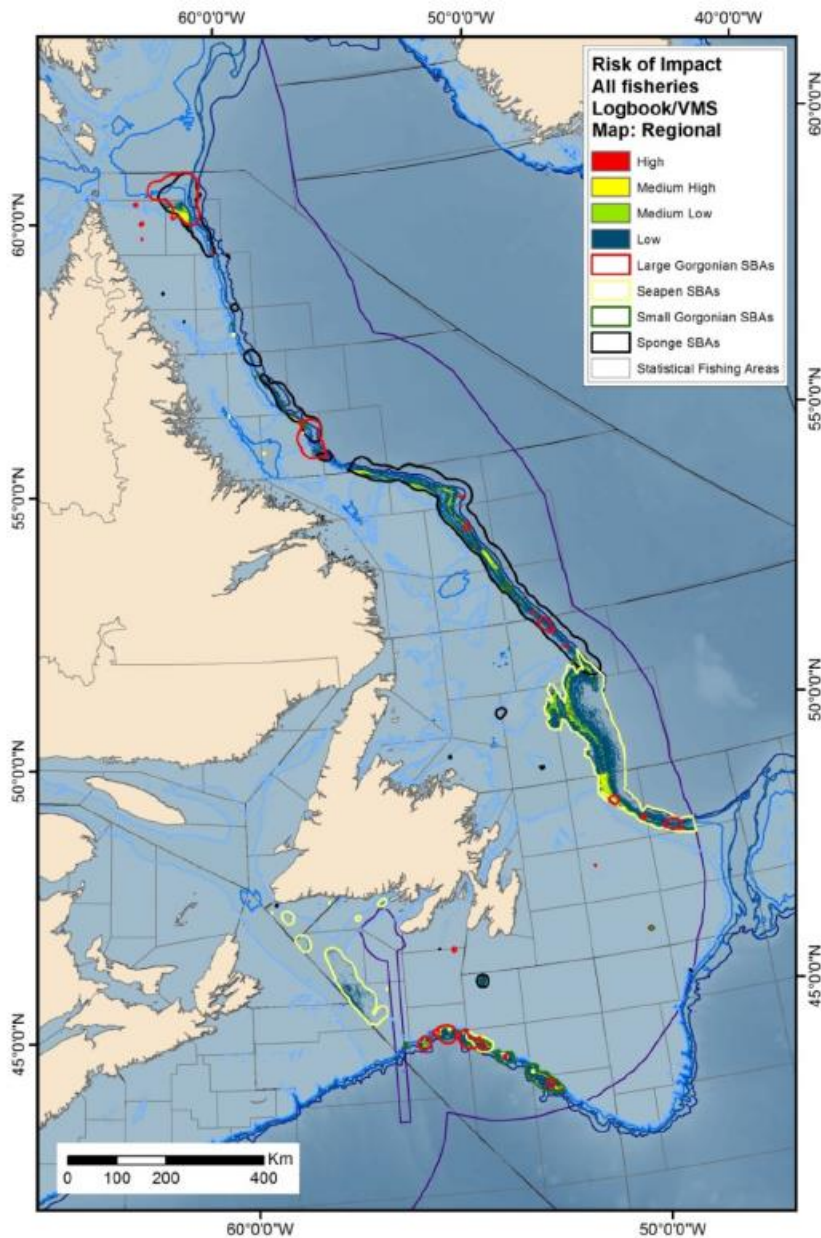 60°0'0"W 50°0'0"W 40°0'0"W
Risk of Impact
All fisheries
Logbook/VMS
Map: Regional
High
Medium High
Medium Low
Low
Large Gorgonian SBAs
Seapen SBAs
Small Gorgonian SBAs
Sponge SBAs
Statistical Fishing Areas
60°0'0"N
60°0'0"N
55°0'0"N
55°0'0"N
50°0'0"N
50°0'0"N
45°0'0"N
45°0'0"N
Km
0 100 200 400
60°0'0"W 50°0'0"W